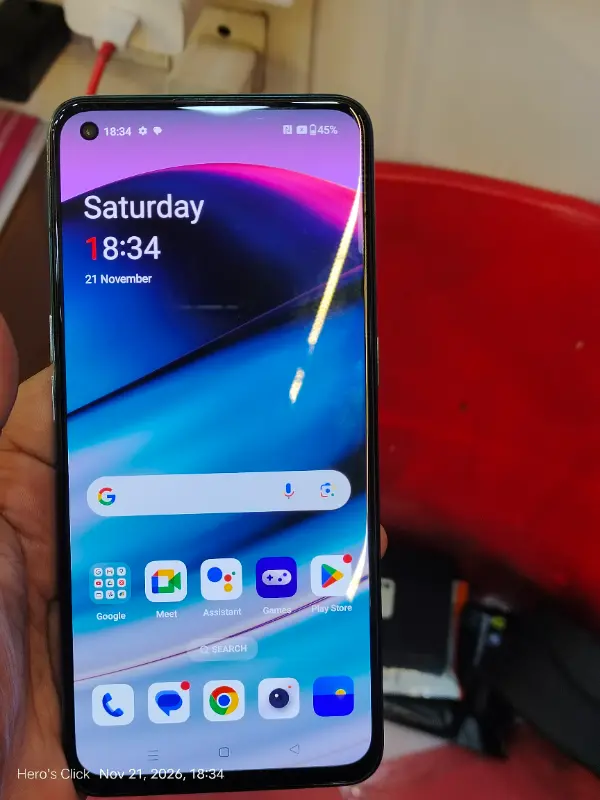 18:34
45%
Saturday
18:34
21 November
G
Google
Meet
Assistant
Games
Play Store
SEARCH
Hero's Click Nov 21, 2026, 18:34